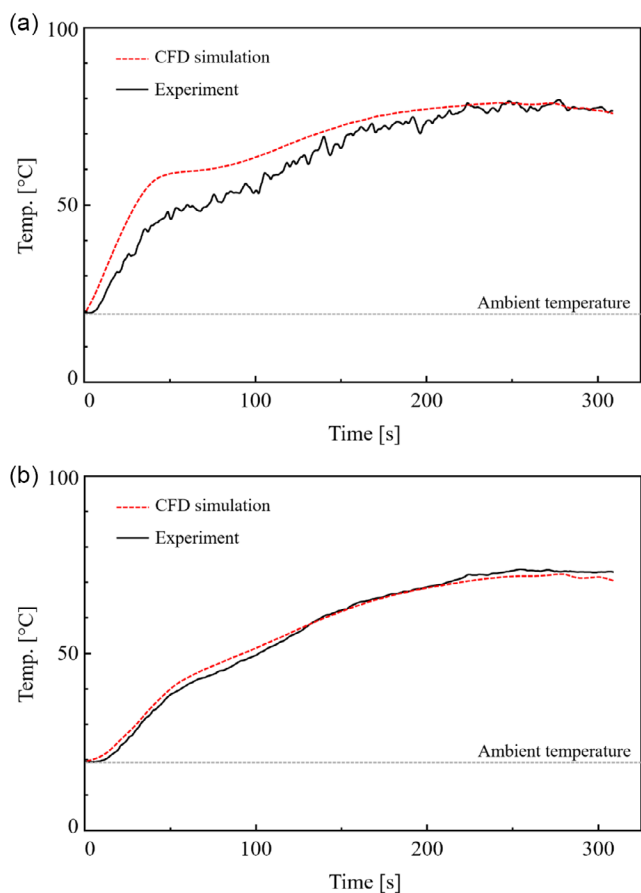 (a)
100
CFD simulation
Experiment
Temp. [°C]
50
Ambient temperature
0
0 100 200 300
Time [s]
(b)
100
CFD simulation
Experiment
Temp. [°C]
50
Ambient temperature
0
0 100 200 300
Time [s]